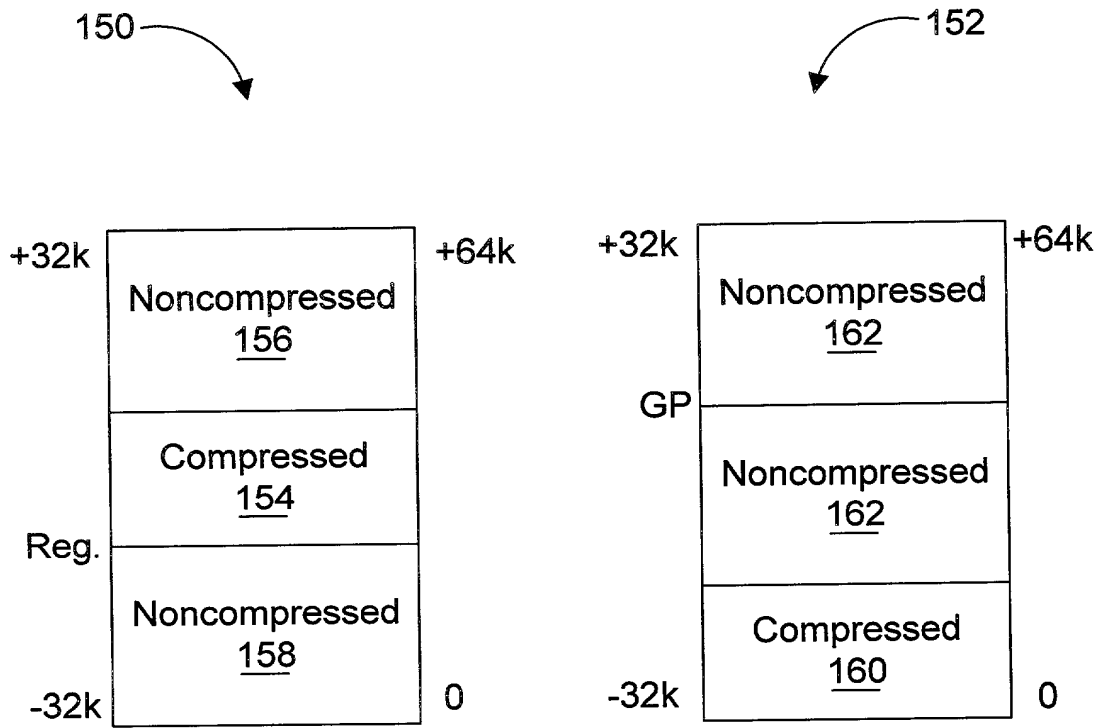 150
152
+32k
+64k
Noncompressed
156
Compressed
154
Reg.
Noncompressed
158
-32k
0
+32k
+64k
Noncompressed
162
GP
Noncompressed
162
Compressed
160
-32k
0